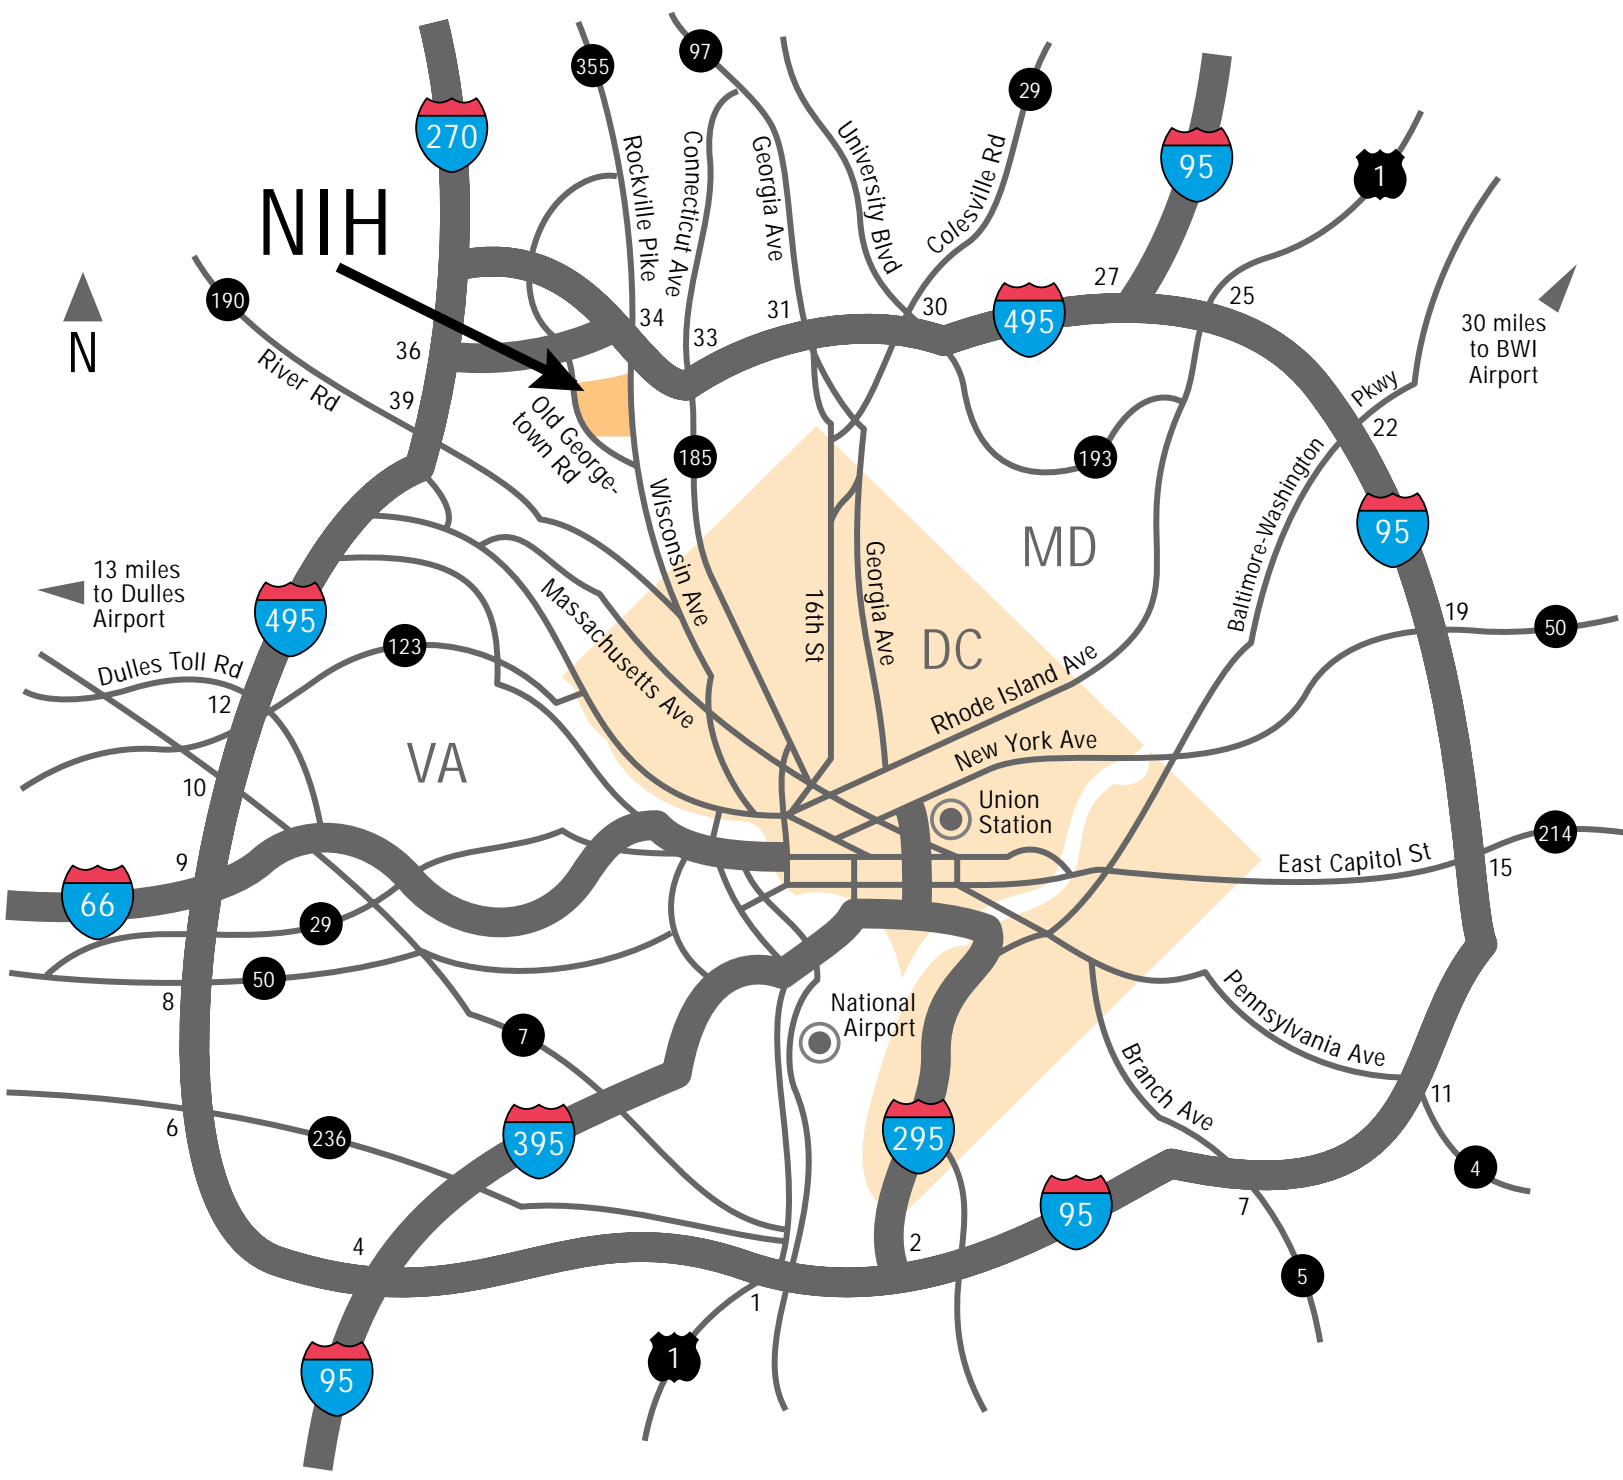 355
97
29
270
95
1
NIH
Rockville Pike
Connecticut Ave
Georgia Ave
University Blvd
Colesville Rd
190
N
River Rd
36
39
34
33
31
30
495
27
25
30 miles
to BWI
Airport
Pkwy
22
Old George-
town Rd
185
193
Baltimore-Washington
95
Wisconsin Ave
MD
13 miles
to Dulles
Airport
495
Massachusetts Ave
16th St
Georgia Ave
DC
19
50
123
Dulles Toll Rd
12
Rhode Island Ave
New York Ave
VA
10
Union
Station
214
9
East Capitol St
15
66
29
50
8
7
National
Airport
Pennsylvania Ave
Branch Ave
11
6
236
395
295
4
95
7
4
2
5
1
1
95